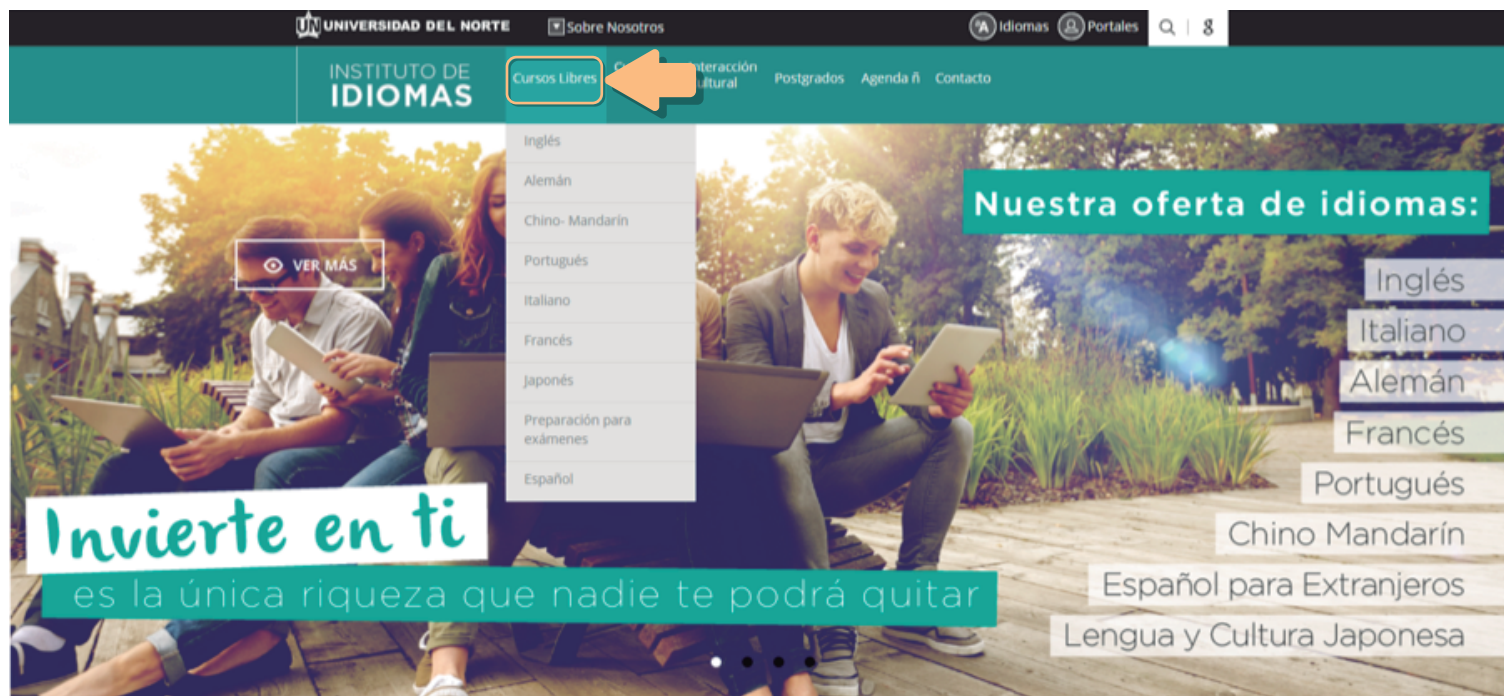 UNIVERSIDAD DEL NORTE
Sobre Nosotros
Idiomas
Portales
g
INSTITUTO DE
IDIOMAS
Cursos Libres
Postgrados
Agenda ñ
Contacto
Inglés
Alemán
Chino- Mandarín
Portugués
Italiano
Francés
Japonés
Preparación para
exámenes
Español
VER MÁS
Nuestra oferta de idiomas:
Inglés
Italiano
Alemán
Francés
Portugués
Chino Mandarín
Español para Extranjeros
Lengua y Cultura Japonesa
Invierte en ti
es la única riqueza que nadie te podrá quitar